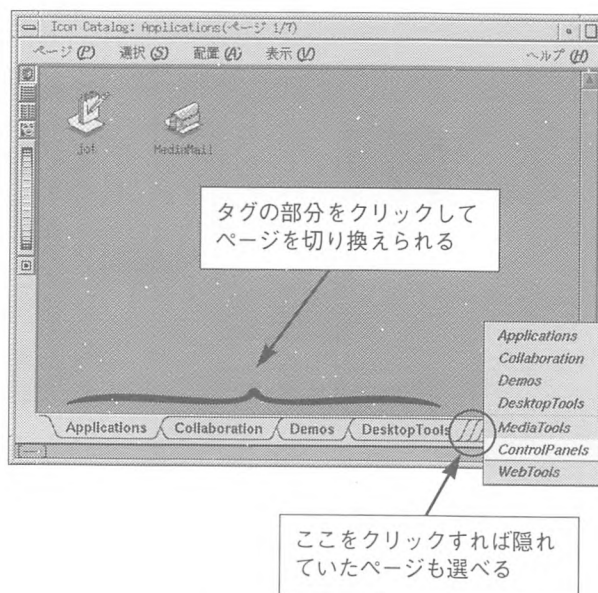 Icon Catalog: Applications(ページ 1/7)
ページ(P) 選択(S) 配置(A) 表示(V) ヘルプ(H)
jot MediaMail
タグの部分をクリックして
ページを切り換えられる
Applications
Collaboration
Demos
DesktopTools
MediaTools
ControlPanels
WebTools
Applications Collaboration Demos DesktopTools
ここをクリックすれば隠れ
ていたページも選べる